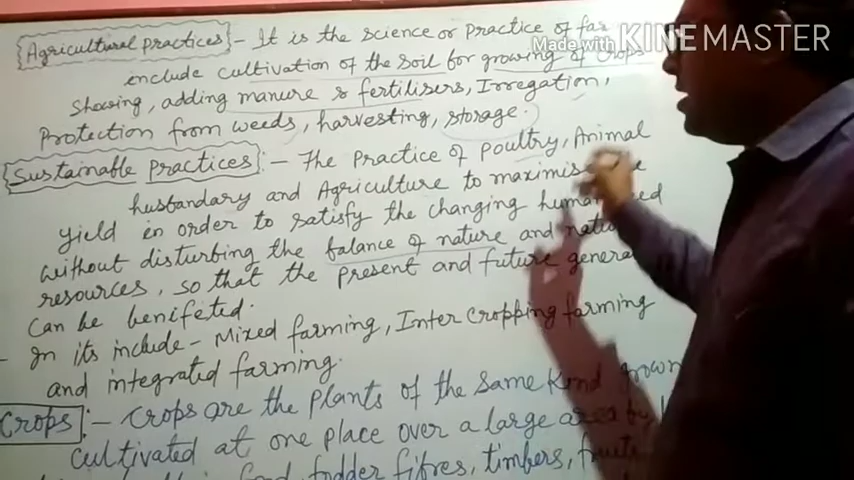 Agricultural practices - It is the science or practice of far
Made with KINEMASTER
include cultivation of the soil for growing of crops
Showing, adding manure & fertilisers, Irregation,
Protection from weeds, harvesting, storage.
Sustainable Practices :- The Practice of poultry, Animal
husbandary and Agriculture to maximis
yield in order to satisfy the changing human
without disturbing the balance of nature and
resources, so that the present and future genera
can be benifeted.
- In its include - Mixed farming, Inter Cropping farming
and integrated farming.
Crops :- Crops are the plants of the same kind grown
cultivated at one place over a large area by
fodder fibres, timbers,